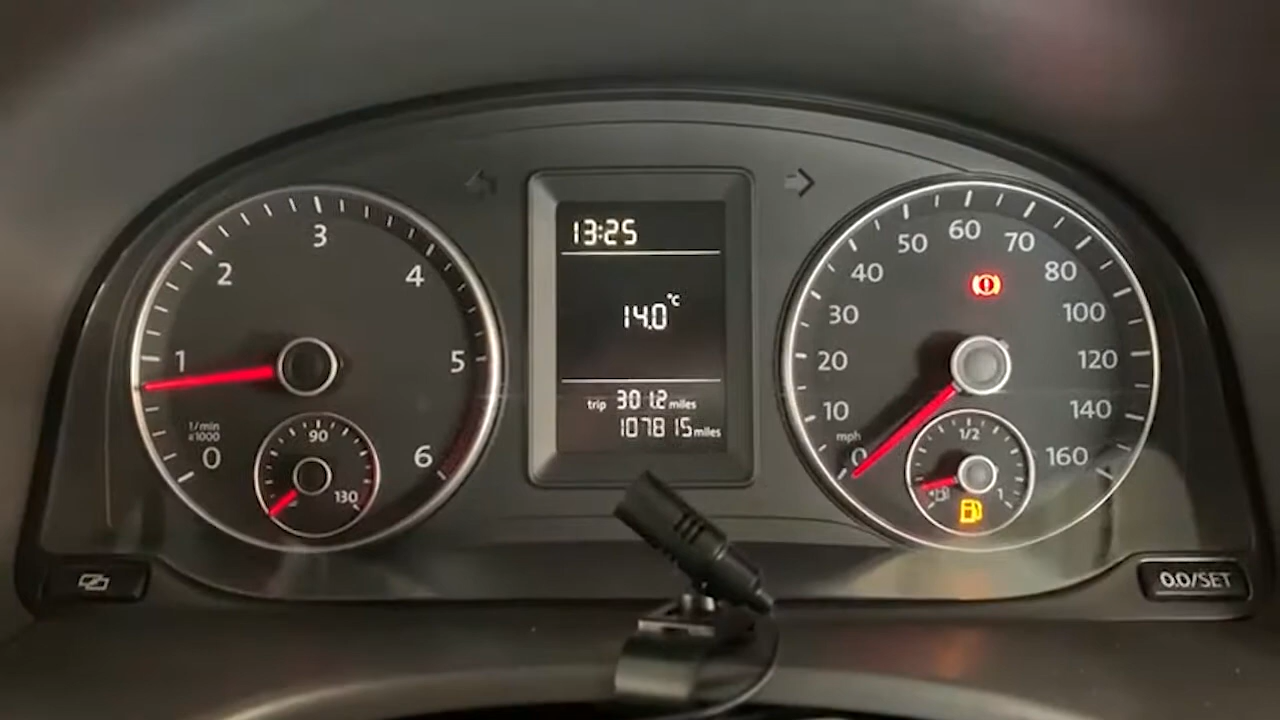 13:25
14.0°C
trip 301.2 miles
107815 miles
0 1 2 3 4 5 6
1/min
x1000
90
130
0 10 20 30 40 50 60 70 80 100 120 140 160
mph
1/2
1
0.0/SET